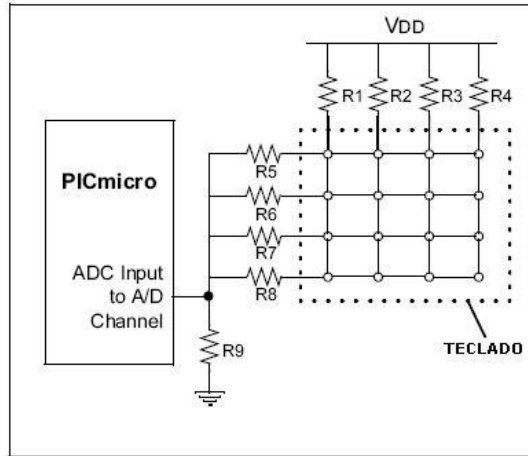 VDD
R1 R2 R3 R4
PICmicro
R5
R6
R7
R8
ADC Input
to A/D
Channel
R9
TECLADO